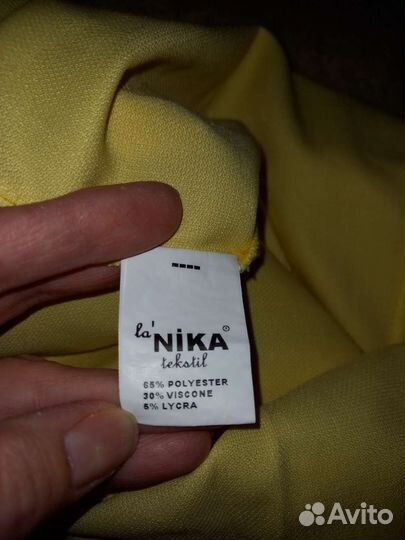 la' NiKA®
tekstil
65% POLYESTER
30% VISCONE
5% LYCRA
Avito